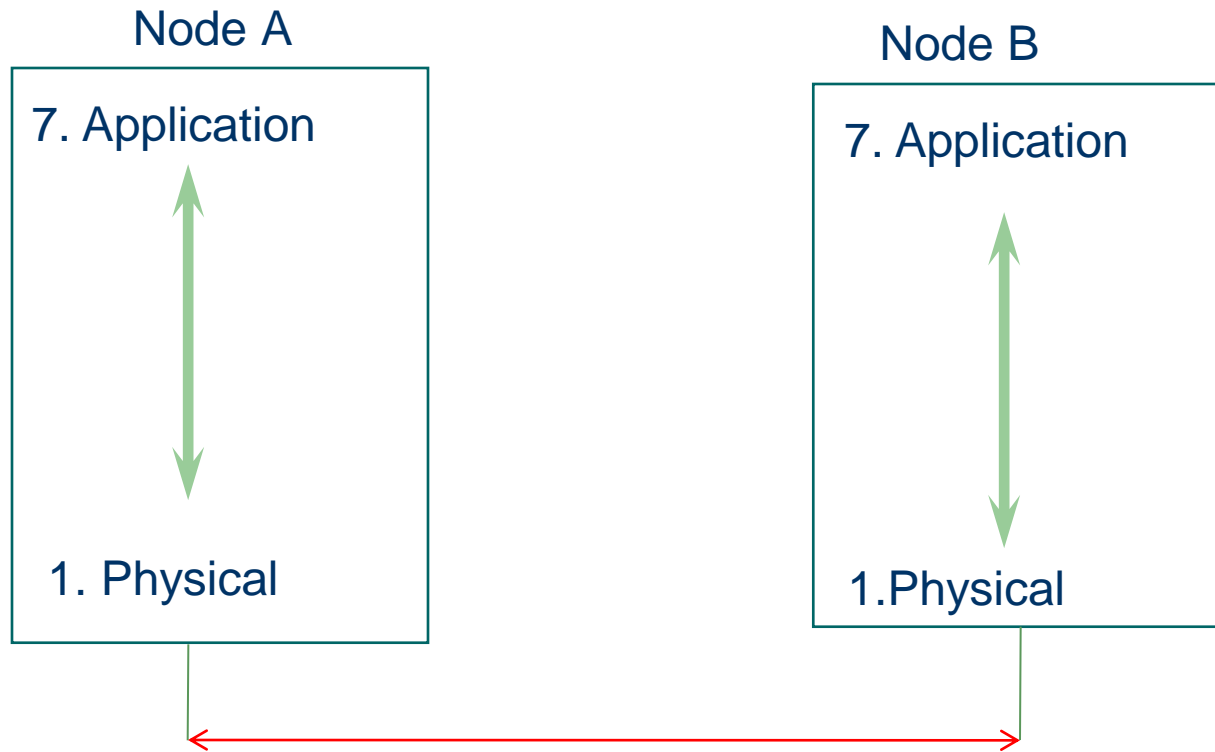 Node A
7. Application
1. Physical
Node B
7. Application
1.Physical